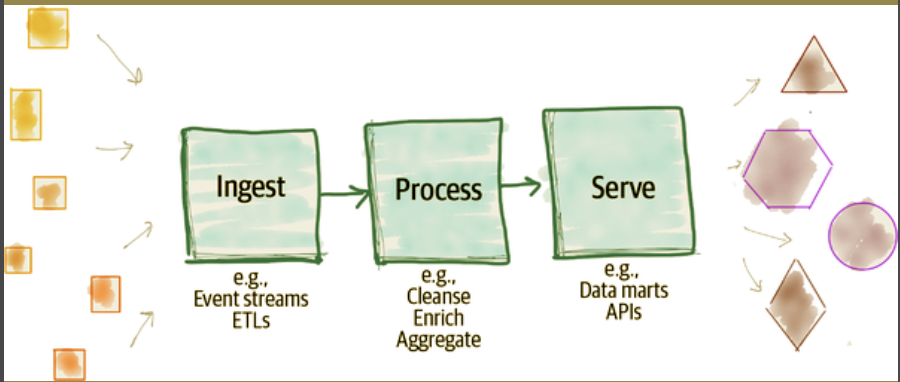 Ingest
Process
Serve
e.g.,
Event streams
ETLs
e.g.,
Cleanse
Enrich
Aggregate
e.g.,
Data marts
APIs